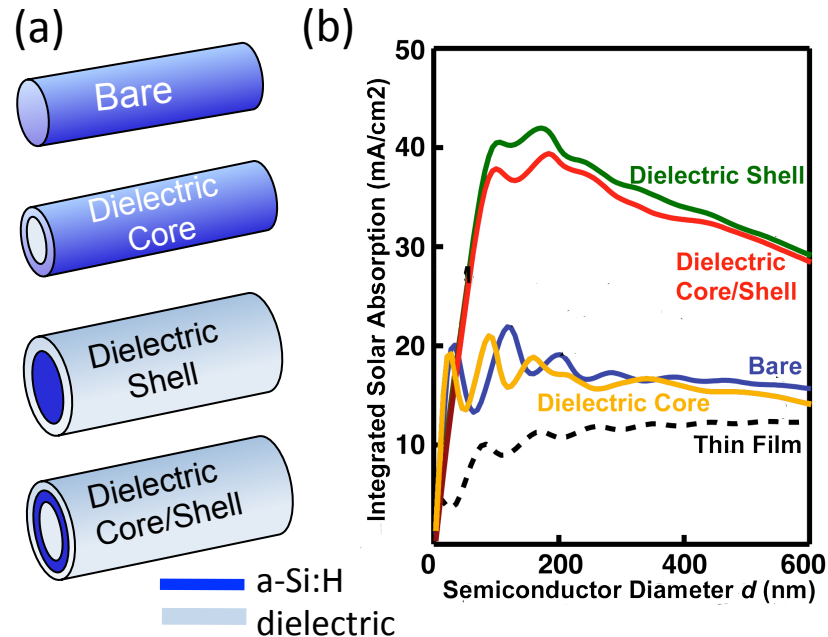 (a)
Bare
Dielectric
Core
Dielectric
Shell
Dielectric
Core/Shell
a-Si:H
dielectric
(b)
Integrated Solar Absorption (mA/cm2)
50
40
30
20
10
0
200
400
600
Dielectric Shell
Dielectric
Core/Shell
Bare
Dielectric Core
Thin Film
Semiconductor Diameter d (nm)